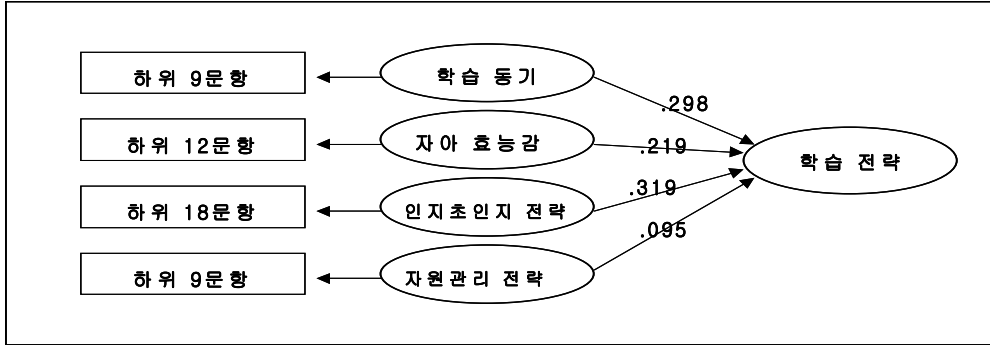 하위 9문항
학습 동기
.298
하위 12문항
자아 효능감
.219
학습 전략
하위 18문항
인지초인지 전략
.319
하위 9문항
자원관리 전략
.095